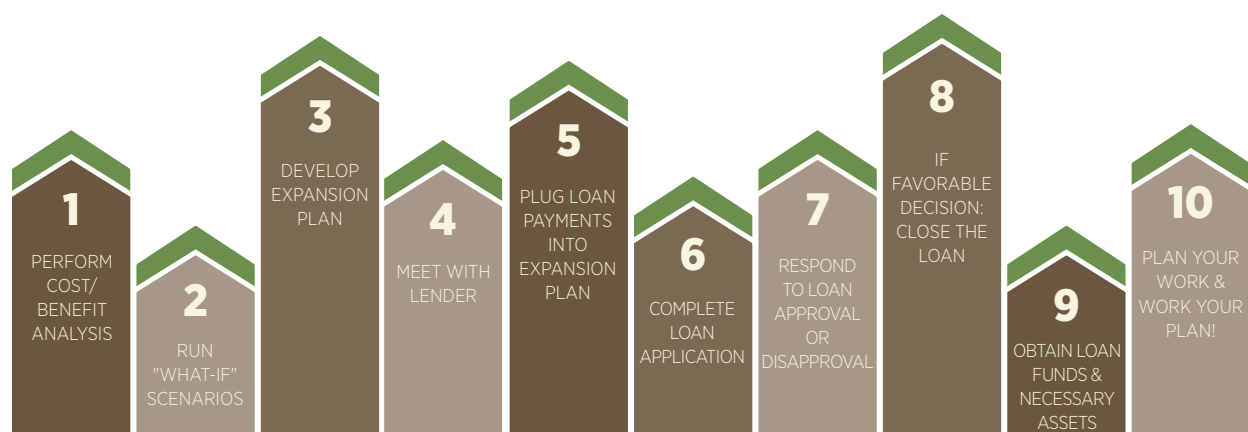 1
PERFORM
COST/
BENEFIT
ANALYSIS
2
RUN
"WHAT-IF"
SCENARIOS
3
DEVELOP
EXPANSION
PLAN
4
MEET WITH
LENDER
5
PLUG LOAN
PAYMENTS
INTO
EXPANSION
PLAN
6
COMPLETE
LOAN
APPLICATION
7
RESPOND
TO LOAN
APPROVAL
OR
DISAPPROVAL
8
IF
FAVORABLE
DECISION:
CLOSE THE
LOAN
9
OBTAIN LOAN
FUNDS &
NECESSARY
ASSETS
10
PLAN YOUR
WORK &
WORK YOUR
PLAN!